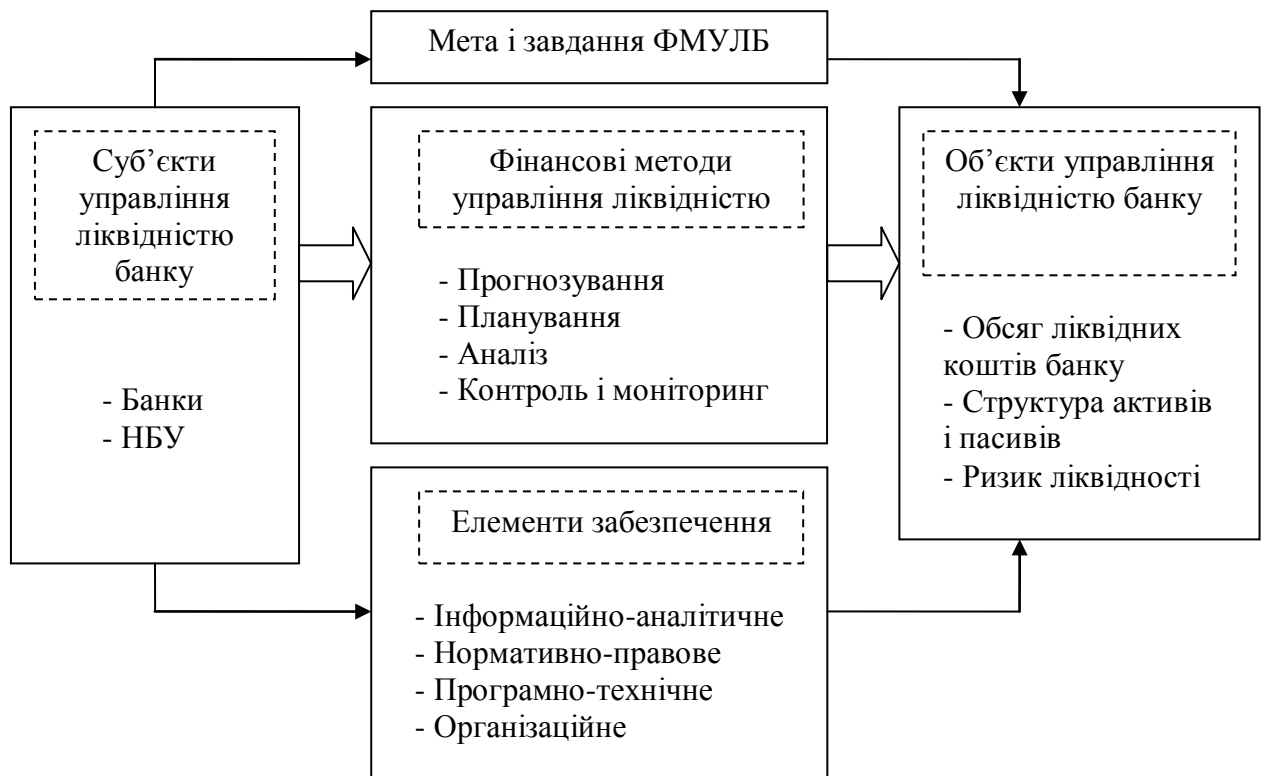 Мета і завдання ФМУЛБ
Суб’єкти
управління
ліквідністю
банку
- Банки
- НБУ
Фінансові методи
управління ліквідністю
- Прогнозування
- Планування
- Аналіз
- Контроль і моніторинг
Об’єкти управління
ліквідністю банку
- Обсяг ліквідних
коштів банку
- Структура активів
і пасивів
- Ризик ліквідності
Елементи забезпечення
- Інформаційно-аналітичне
- Нормативно-правове
- Програмно-технічне
- Організаційне